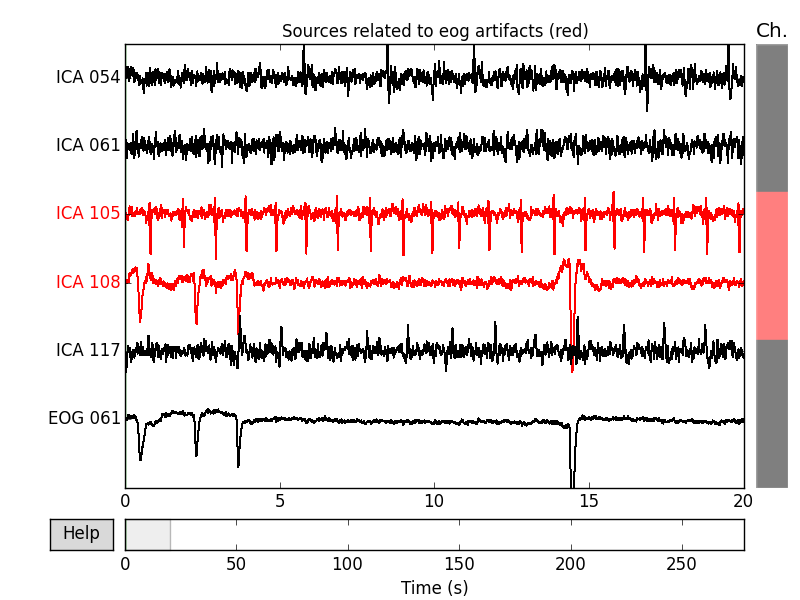 Sources related to eog artifacts (red)
Ch.
ICA 054
ICA 061
ICA 105
ICA 108
ICA 117
EOG 061
0 5 10 15 20
Help
0 50 100 150 200 250
Time (s)